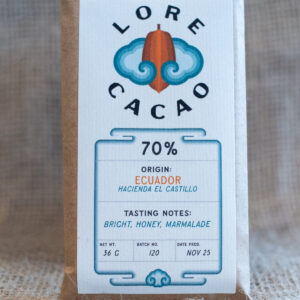 LORE
CACAO
70%
ORIGIN:
ECUADOR
HACIENDA EL CASTILLO
TASTING NOTES:
BRIGHT, HONEY, MARMALADE
NET WT. BATCH NO. DATE PROD.
36 G 120 NOV 25